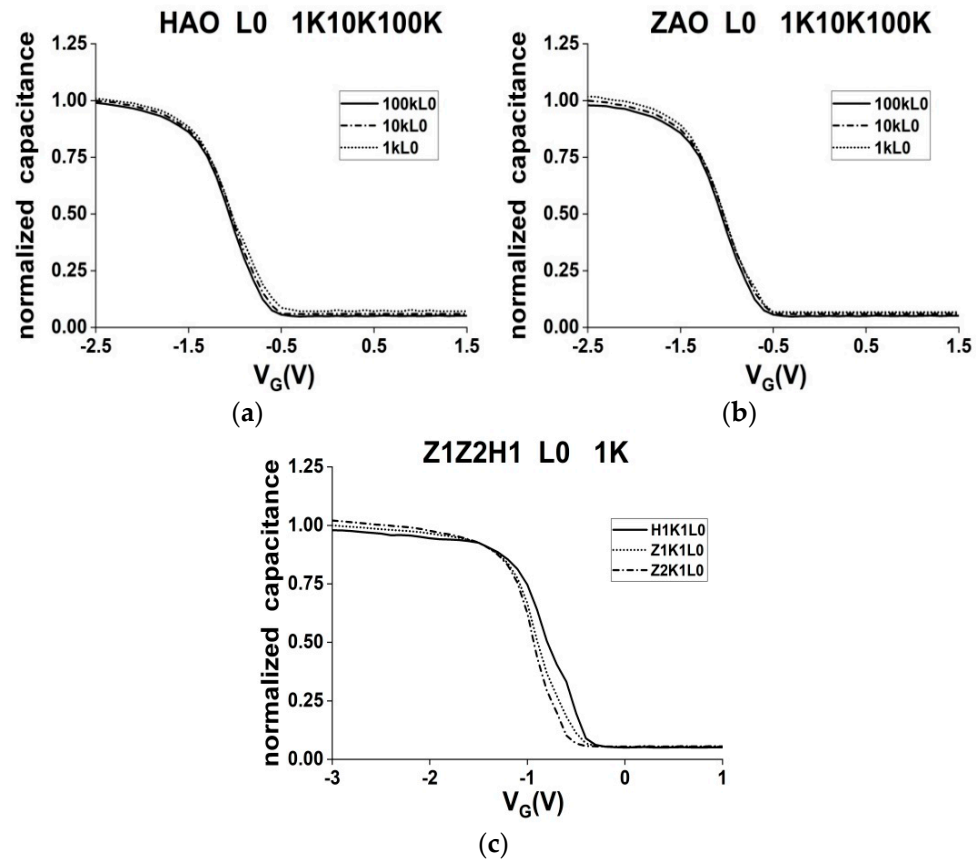 HAO L0 1K10K100K
normalized capacitance
1.25
1.00
0.75
0.50
0.25
0.00
100kL0
10kL0
1kL0
-2.5 -1.5 -0.5 0.5 1.5
V_G(V)
(a)
ZAO L0 1K10K100K
normalized capacitance
1.25
1.00
0.75
0.50
0.25
0.00
100kL0
10kL0
1kL0
-2.5 -1.5 -0.5 0.5 1.5
V_G(V)
(b)
Z1Z2H1 L0 1K
normalized capacitance
1.25
1.00
0.75
0.50
0.25
0.00
H1K1L0
Z1K1L0
Z2K1L0
-3 -2 -1 0 1
V_G(V)
(c)